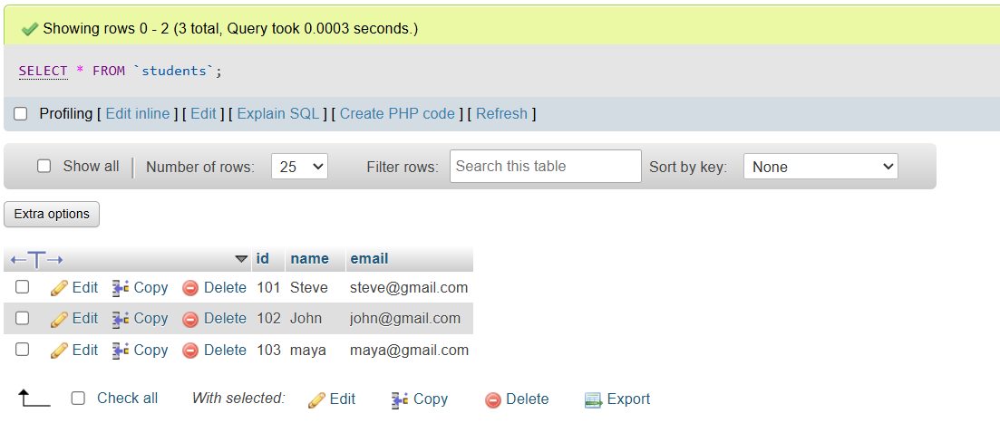 Showing rows 0 - 2 (3 total, Query took 0.0003 seconds.)
SELECT * FROM `students`;
Profiling [ Edit inline ] [ Edit ] [ Explain SQL ] [ Create PHP code ] [ Refresh ]
Show all | Number of rows: 25 Filter rows: Search this table Sort by key: None
Extra options
id name email
Edit Copy Delete 101 Steve steve@gmail.com
Edit Copy Delete 102 John john@gmail.com
Edit Copy Delete 103 maya maya@gmail.com
Check all With selected: Edit Copy Delete Export